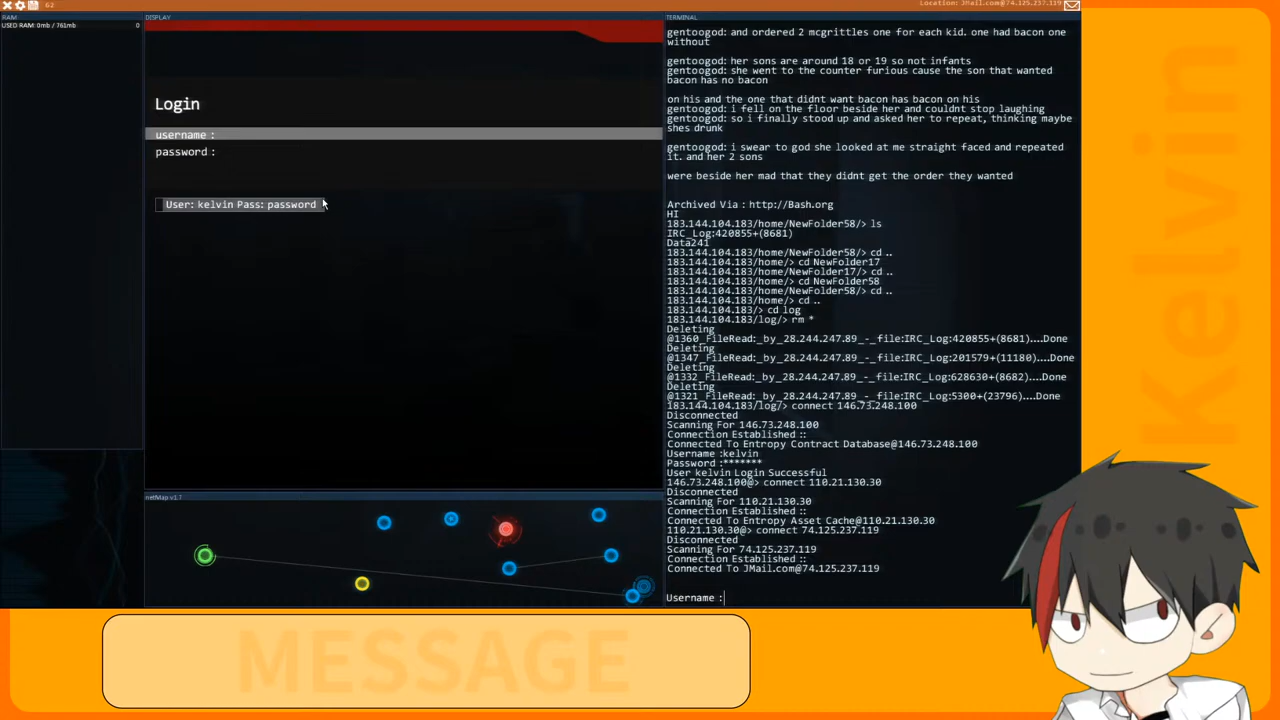 62
Location: JMail.com@74.125.237.119
RAM
USED RAM: 0mb / 761mb
0
DISPLAY
Login
username :
password :
User: kelvin Pass: password
netMap v1.7
TERMINAL
gentoogod: and ordered 2 mcgrittles one for each kid. one had bacon one
without
gentoogod: her sons are around 18 or 19 so not infants
gentoogod: she went to the counter furious cause the son that wanted
bacon has no bacon
on his and the one that didnt want bacon has bacon on his
gentoogod: i fell on the floor beside her and couldnt stop laughing
gentoogod: so i finally stood up and asked her to repeat, thinking maybe
shes drunk
gentoogod: i swear to god she looked at me straight faced and repeated
it. and her 2 sons
were beside her mad that they didnt get the order they wanted
Archived Via : http://Bash.org
HI
183.144.104.183/home/NewFolder58/> ls
IRC_Log:420855+(8681)
Data241
183.144.104.183/home/NewFolder58/> cd ..
183.144.104.183/home/> cd NewFolder17
183.144.104.183/home/NewFolder17/> cd ..
183.144.104.183/home/> cd NewFolder58
183.144.104.183/home/NewFolder58/> cd ..
183.144.104.183/home/> cd ..
183.144.104.183/> cd log
183.144.104.183/log/> rm *
Deleting
@1360_FileRead:_by_28.244.247.89_-_file:IRC_Log:420855+(8681)....Done
Deleting
@1347_FileRead:_by_28.244.247.89_-_file:IRC_Log:201579+(11180)....Done
Deleting
@1332_FileRead:_by_28.244.247.89_-_file:IRC_Log:628630+(8682)....Done
Deleting
@1321_FileRead:_by_28.244.247.89_-_file:IRC_Log:5300+(23796)....Done
183.144.104.183/log/> connect 146.73.248.100
Disconnected
Scanning For 146.73.248.100
Connection Established ::
Connected To Entropy Contract Database@146.73.248.100
Username :kelvin
Password :*******
User kelvin Login Successful
146.73.248.100@> connect 110.21.130.30
Disconnected
Scanning For 110.21.130.30
Connection Established ::
Connected To Entropy Asset Cache@110.21.130.30
110.21.130.30@> connect 74.125.237.119
Disconnected
Scanning For 74.125.237.119
Connection Established ::
Connected To JMail.com@74.125.237.119
Username :
Kelvin
MESSAGE